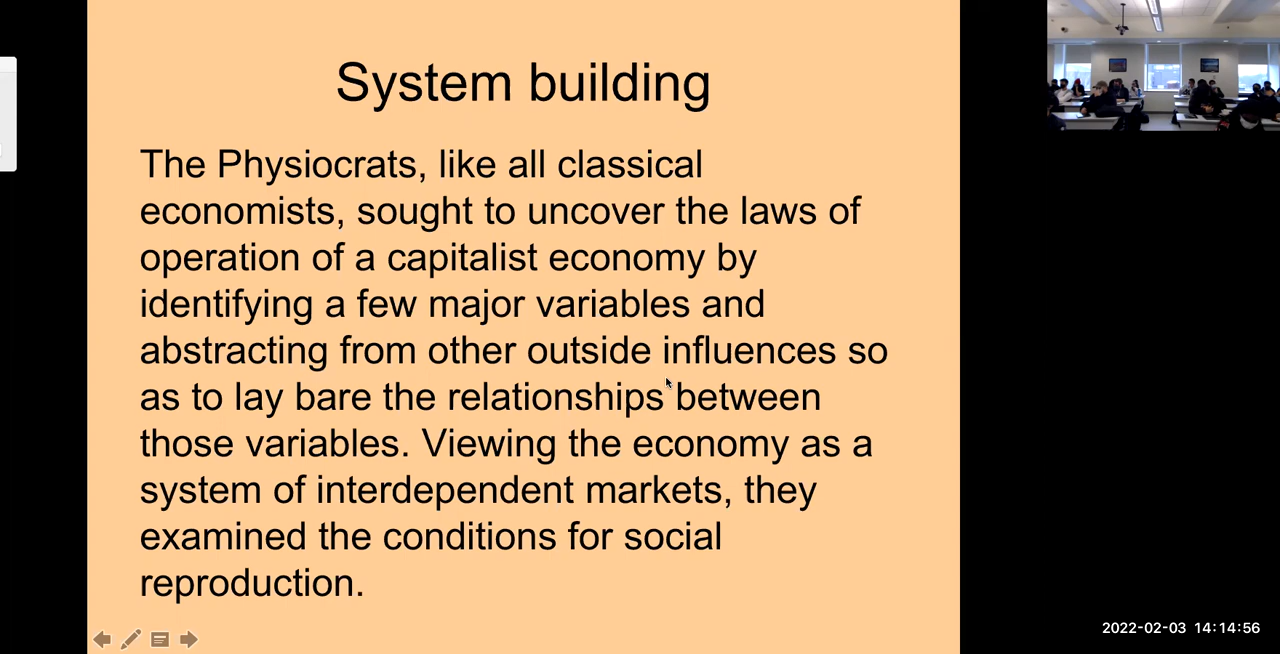 System building
The Physiocrats, like all classical
economists, sought to uncover the laws of
operation of a capitalist economy by
identifying a few major variables and
abstracting from other outside influences so
as to lay bare the relationships between
those variables. Viewing the economy as a
system of interdependent markets, they
examined the conditions for social
reproduction.
2022-02-03 14:14:56